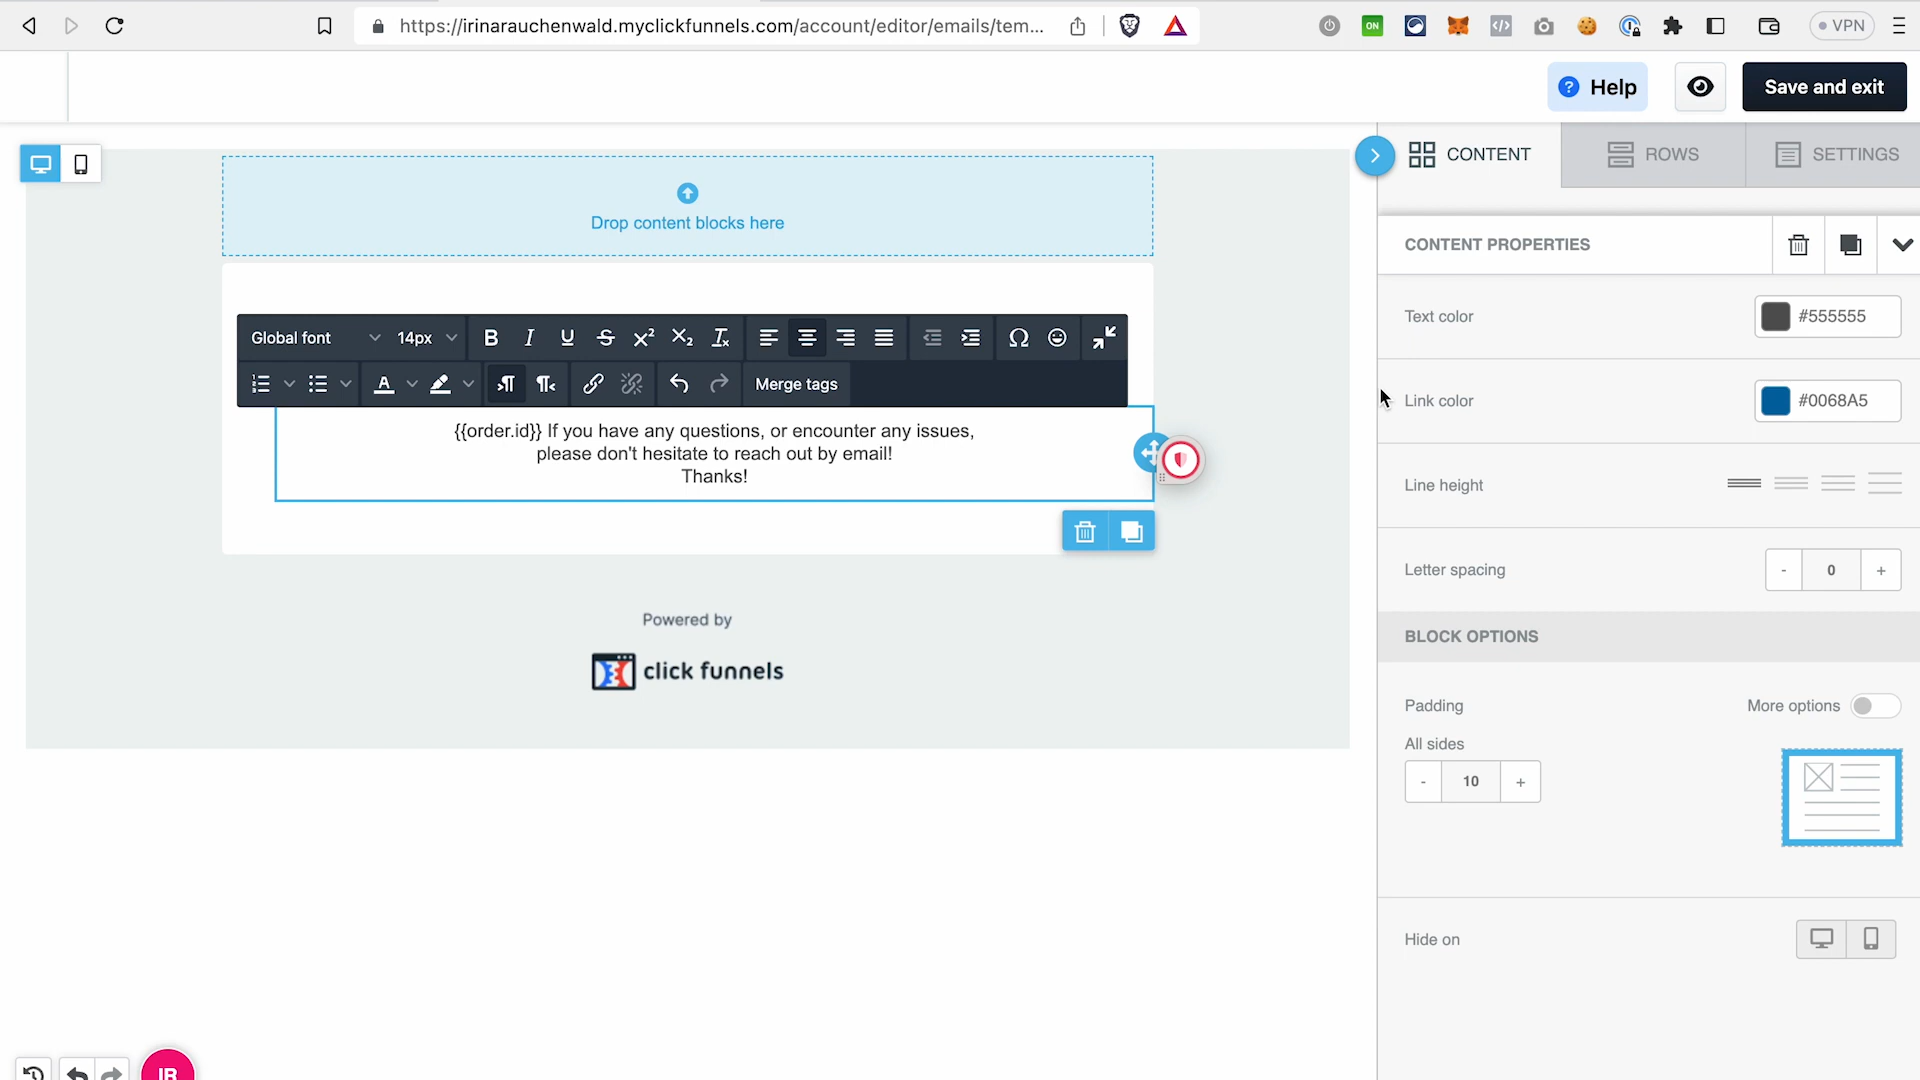 https://irinarauchenwald.myclickfunnels.com/account/editor/emails/tem...
ON
VPN
? Help
Save and exit
CONTENT
ROWS
SETTINGS
Drop content blocks here
CONTENT PROPERTIES
Global font
14px
Merge tags
Text color
#555555
Link color
#0068A5
{{order.id}} If you have any questions, or encounter any issues,
please don't hesitate to reach out by email!
Thanks!
Line height
Letter spacing
- 0 +
Powered by
click funnels
BLOCK OPTIONS
Padding
More options
All sides
- 10 +
Hide on
IR